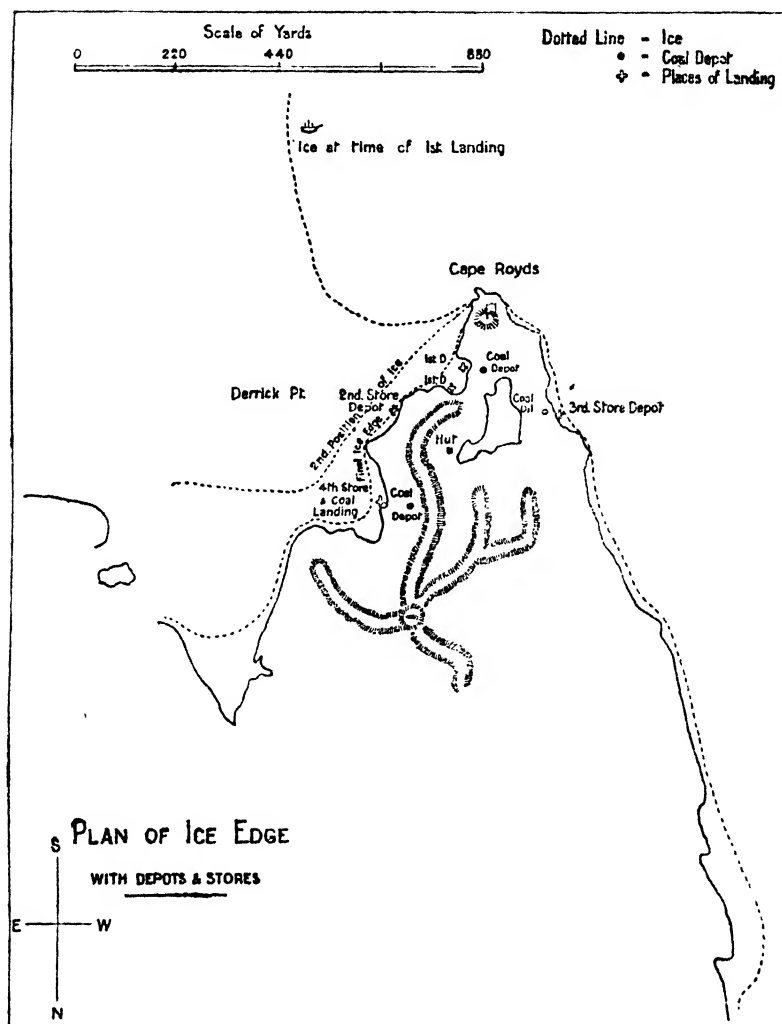 Scale of Yards
0 220 440 880
Dotted Line = Ice
= Coal Depot
= Places of Landing
Ice at time of 1st Landing
Cape Royds
1st D
Coal
Depot
1st D
Derrick Pt
2nd Position of Ice
2nd. Store
Depot
Final Ice Edge
Coal
3rd. Store Depot
Hut
4th Store
& Coal
Landing
Coal
Depot
PLAN OF ICE EDGE
WITH DEPOTS & STORES
S
E W
N